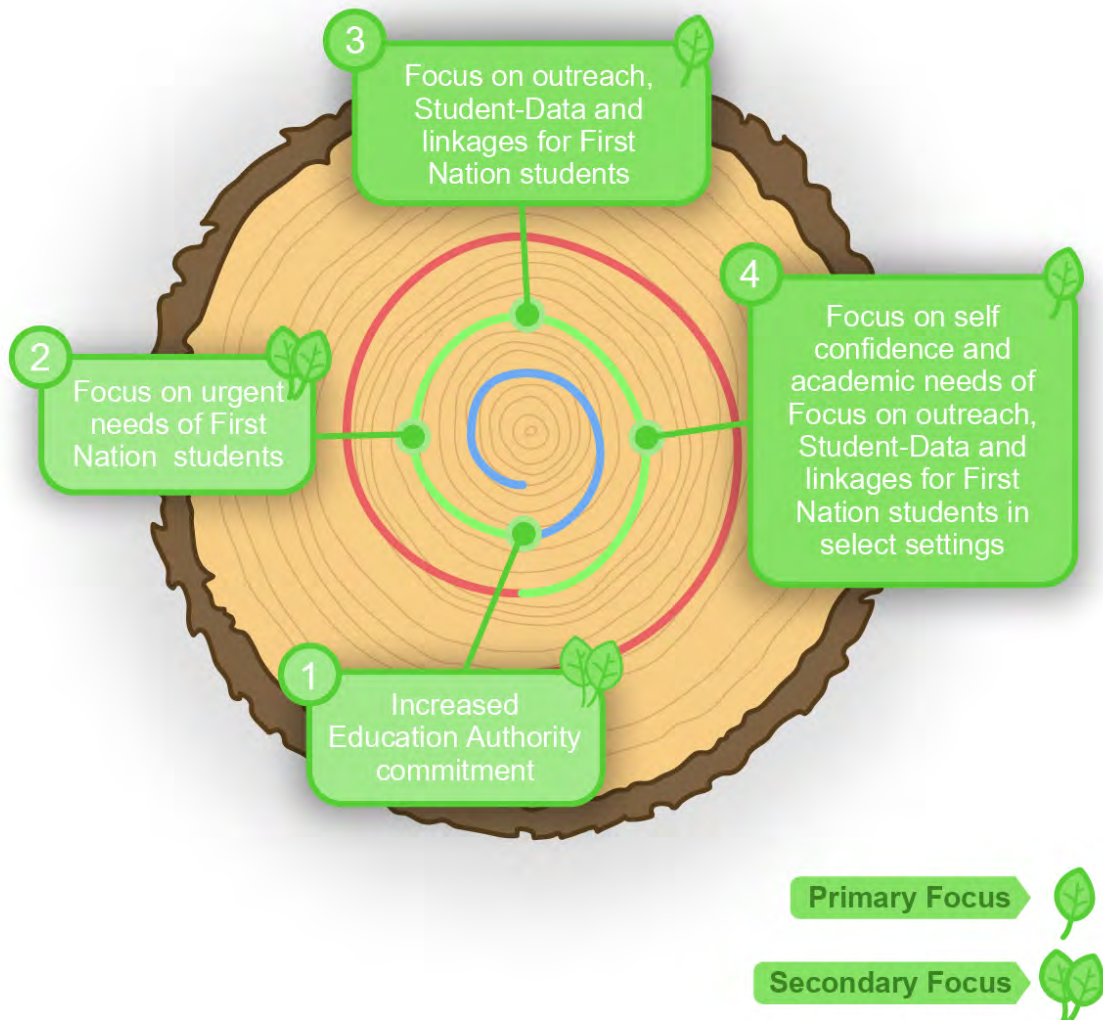 3
Focus on outreach,
Student-Data and
linkages for First
Nation students
4
Focus on self
confidence and
academic needs of
Focus on outreach,
Student-Data and
linkages for First
Nation students in
select settings
2
Focus on urgent
needs of First
Nation students
1
Increased
Education Authority
commitment
Primary Focus
Secondary Focus